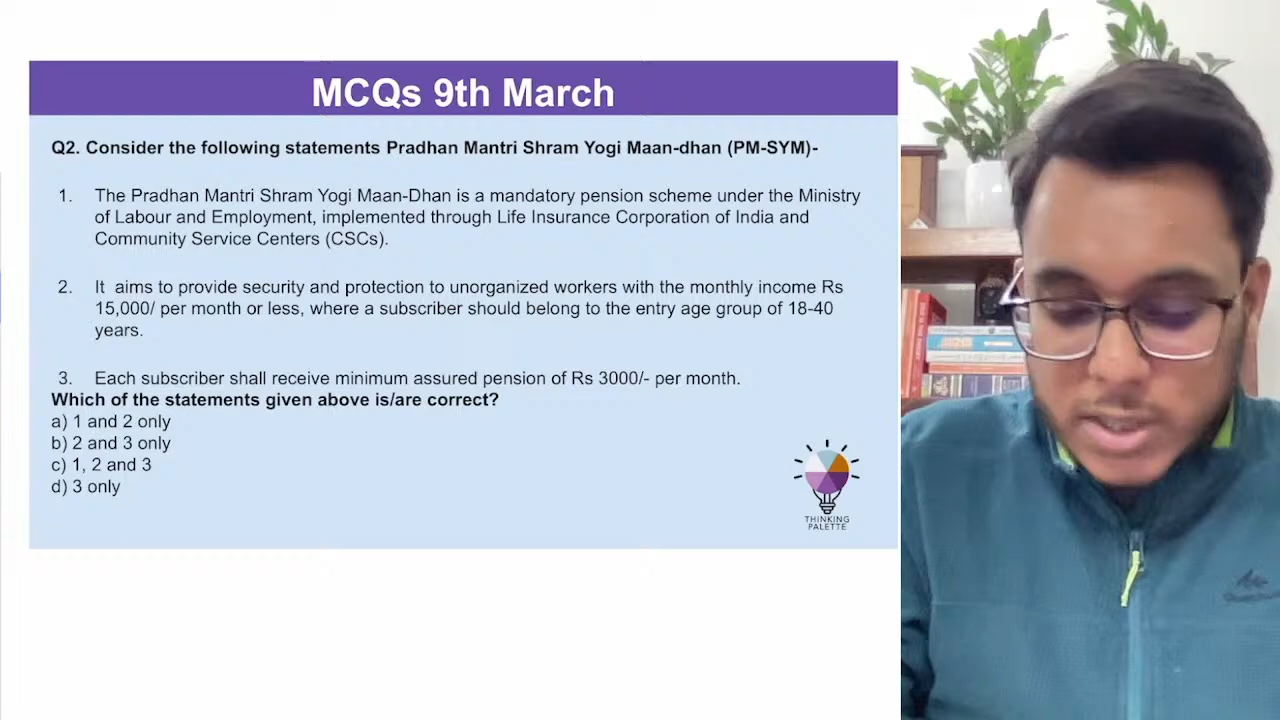 MCQs 9th March
Q2. Consider the following statements Pradhan Mantri Shram Yogi Maan-dhan (PM-SYM)-
1. The Pradhan Mantri Shram Yogi Maan-Dhan is a mandatory pension scheme under the Ministry
of Labour and Employment, implemented through Life Insurance Corporation of India and
Community Service Centers (CSCs).
2. It aims to provide security and protection to unorganized workers with the monthly income Rs
15,000/ per month or less, where a subscriber should belong to the entry age group of 18-40
years.
3. Each subscriber shall receive minimum assured pension of Rs 3000/- per month.
Which of the statements given above is/are correct?
a) 1 and 2 only
b) 2 and 3 only
c) 1, 2 and 3
d) 3 only
THINKING
PALETTE